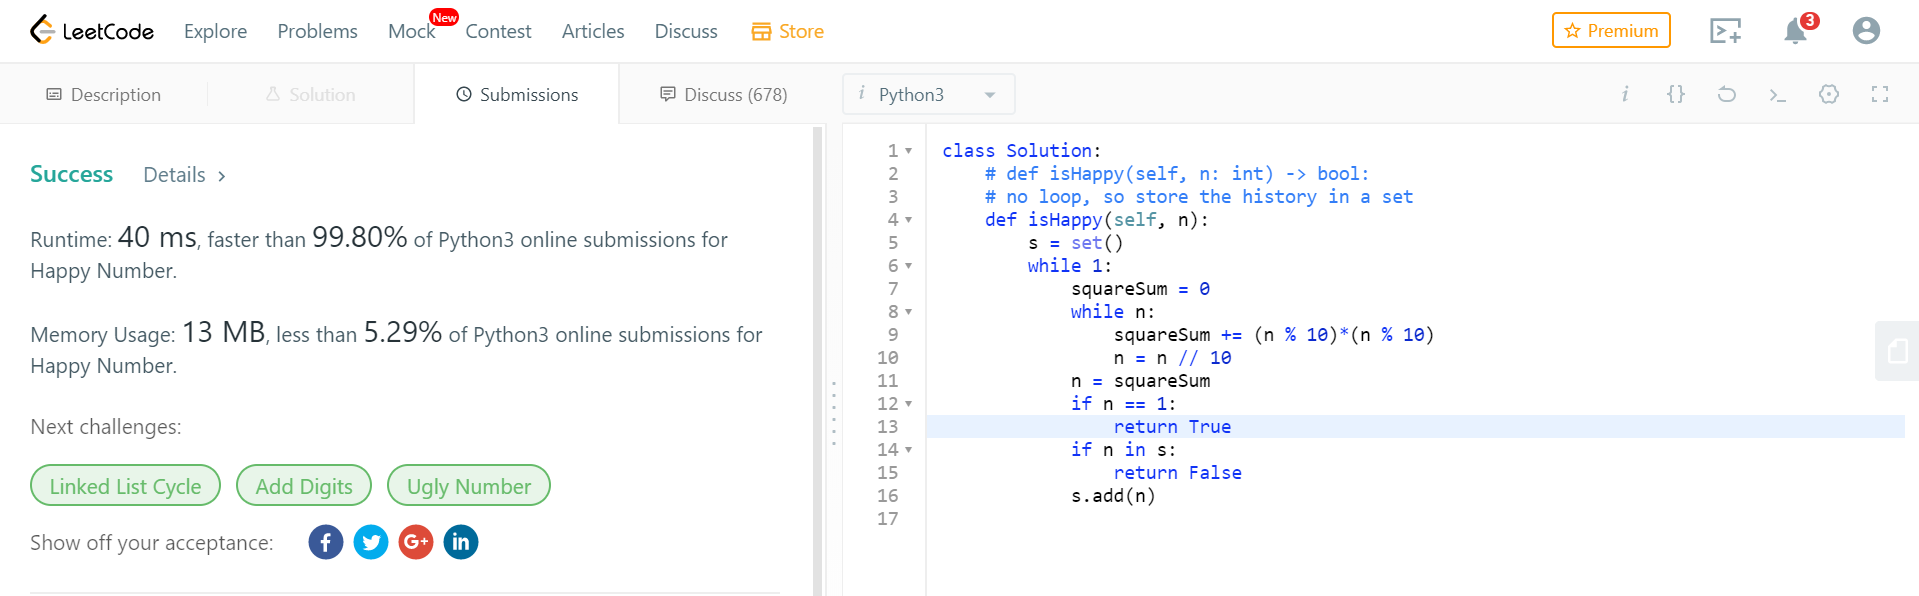 LeetCode Explore Problems Mock New Contest Articles Discuss Store Premium 3
Description Solution Submissions Discuss (678) i Python3 i {} >_
Success Details >
Runtime: 40 ms, faster than 99.80% of Python3 online submissions for
Happy Number.
Memory Usage: 13 MB, less than 5.29% of Python3 online submissions for
Happy Number.
Next challenges:
Linked List Cycle Add Digits Ugly Number
Show off your acceptance: f G+ in
1 class Solution:
2     # def isHappy(self, n: int) -> bool:
3     # no loop, so store the history in a set
4     def isHappy(self, n):
5         s = set()
6         while 1:
7             squareSum = 0
8             while n:
9                 squareSum += (n % 10)*(n % 10)
10                 n = n // 10
11             n = squareSum
12             if n == 1:
13                 return True
14             if n in s:
15                 return False
16             s.add(n)
17